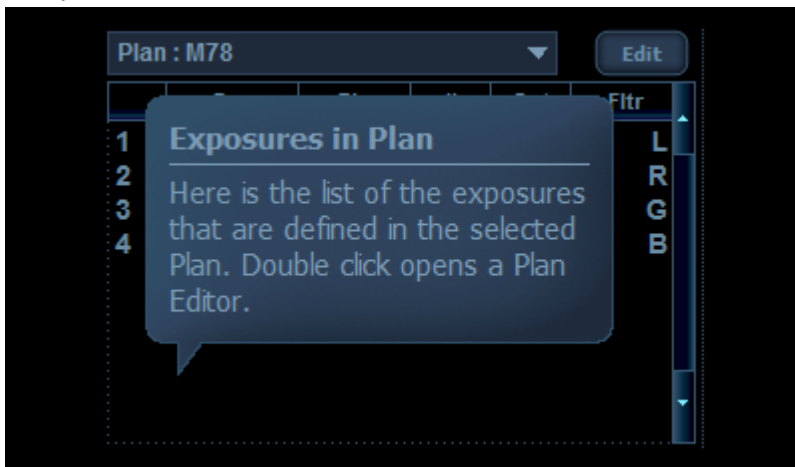 Plan : M78
Edit
Fltr
1
L
2
R
3
G
4
B
Exposures in Plan
Here is the list of the exposures
that are defined in the selected
Plan. Double click opens a Plan
Editor.